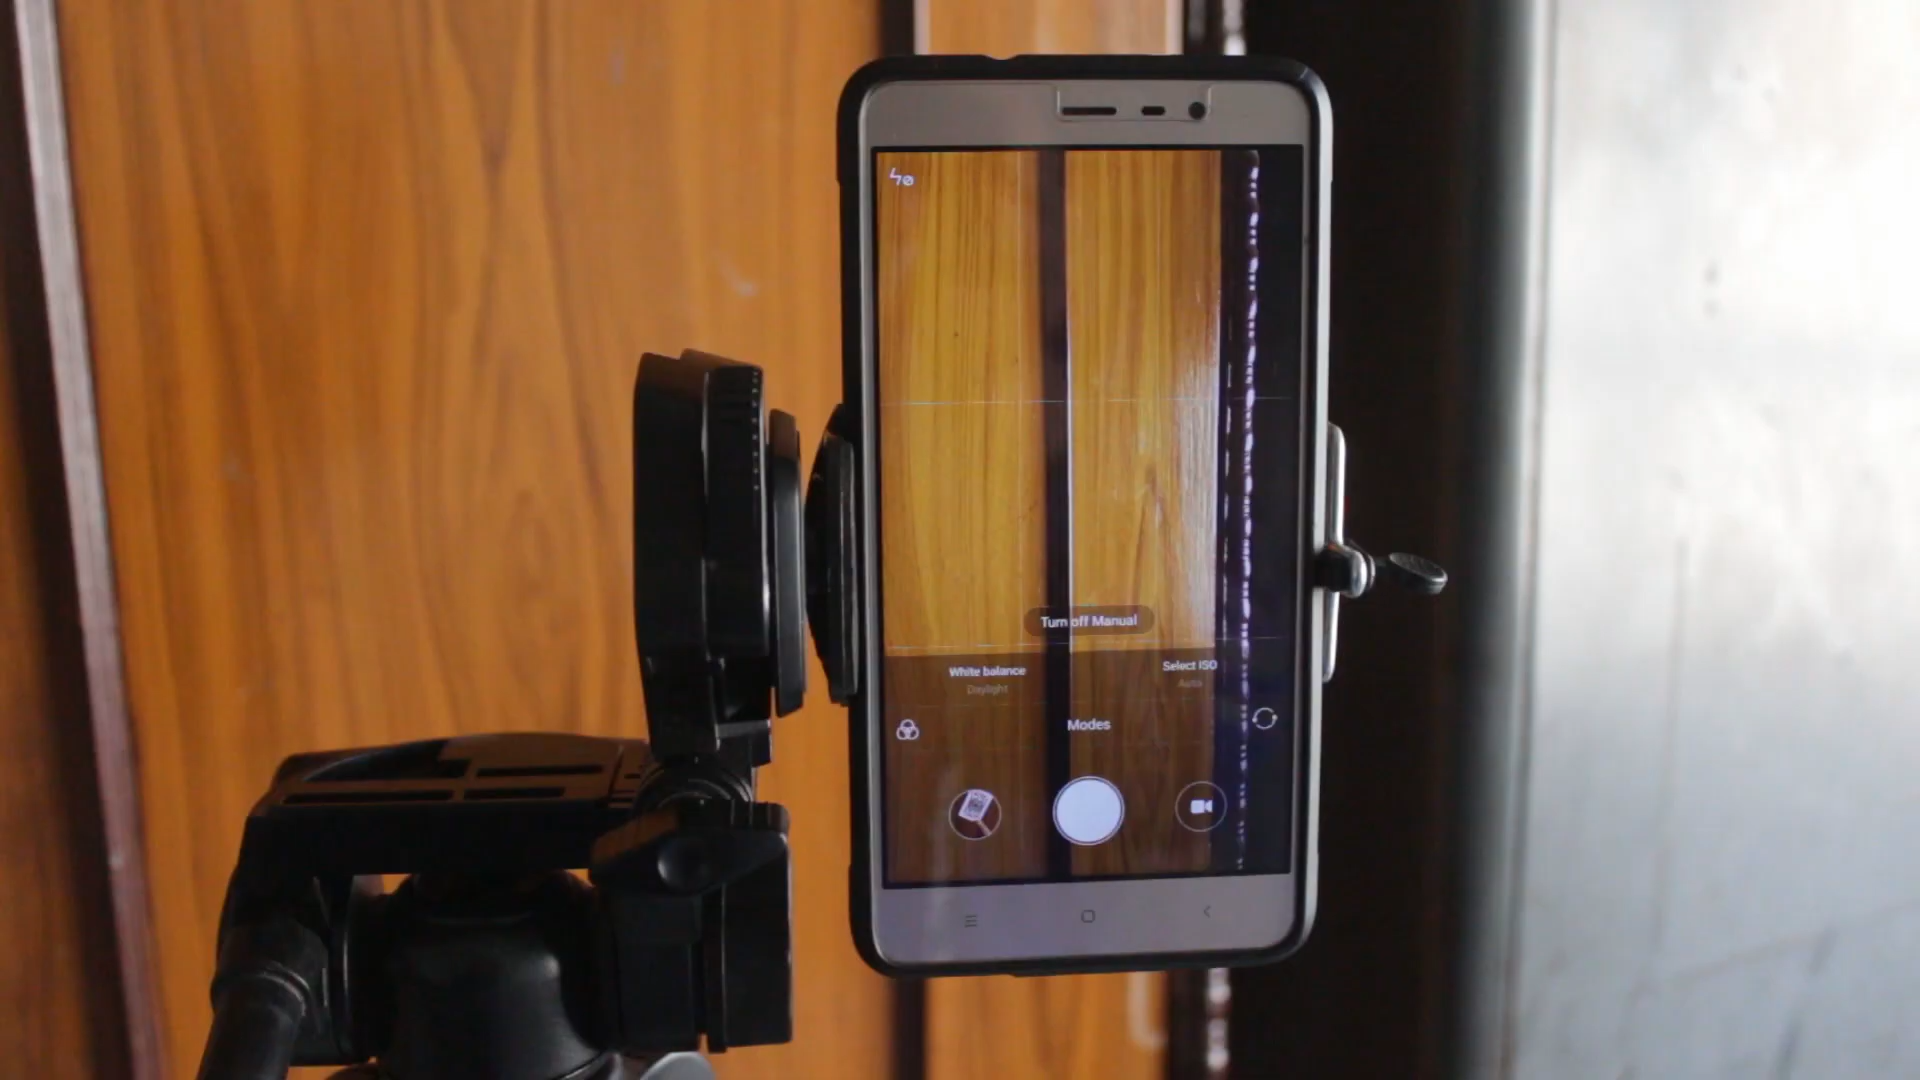 Turn off Manual
White balance
Select ISO
Daylight
Auto
Modes